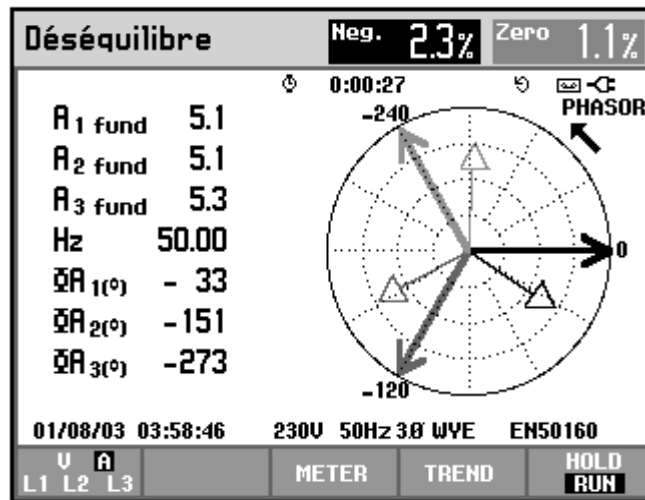 Déséquilibre Neg. 2.3% Zero 1.1%
0:00:27
PHASOR
-240
A1 fund 5.1
A2 fund 5.1
A3 fund 5.3
Hz 50.00
ΦA1(°) - 33
ΦA2(°) -151
ΦA3(°) -273
0
-120
01/08/03 03:58:46 230V 50Hz 3Ø WYE EN50160
V A
L1 L2 L3
METER
TREND
HOLD
RUN